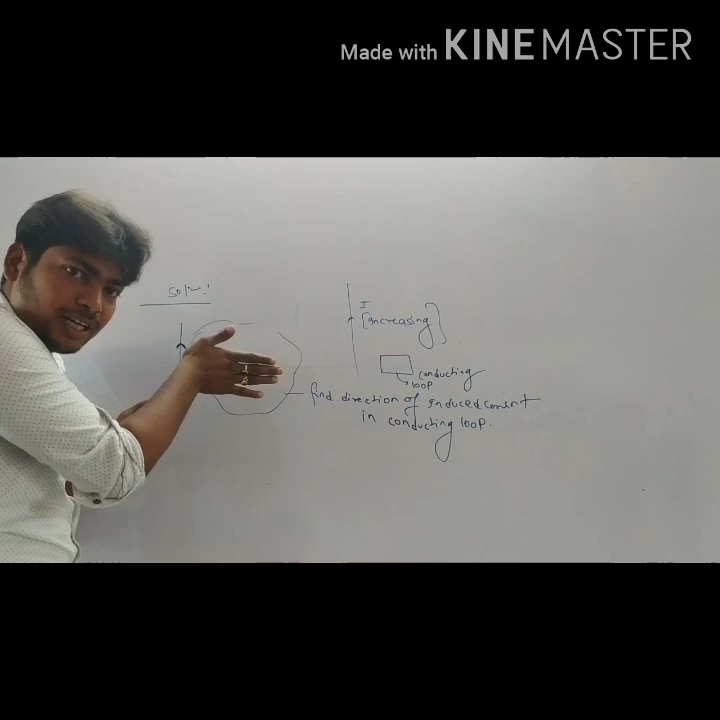 Made with KINEMASTER
Soln:
I
[increasing]
conducting
loop
find direction of induced current
in conducting loop.